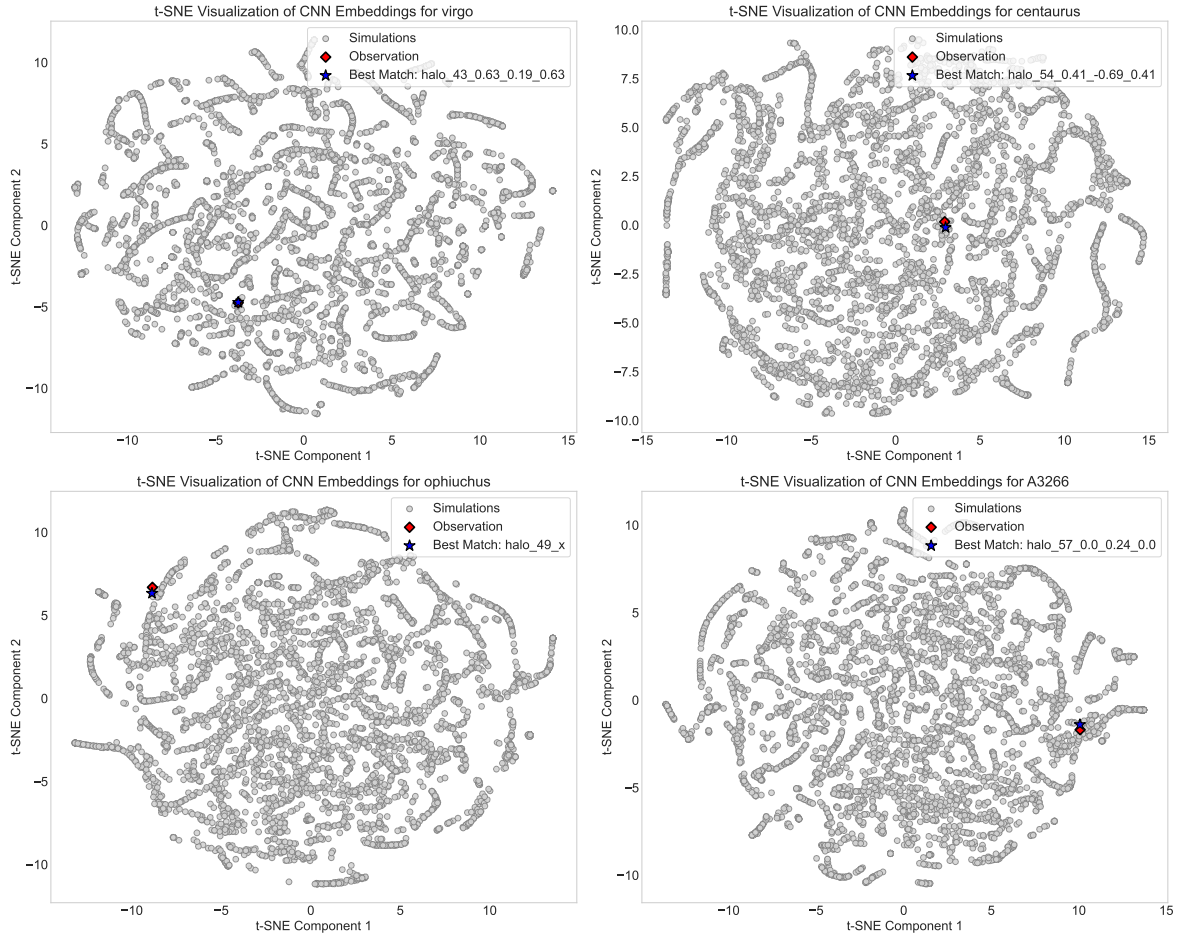 t-SNE Visualization of CNN Embeddings for virgo
Simulations
Observation
Best Match: halo_43_0.63_0.19_0.63
10
5
0
−5
−10
t-SNE Component 2
−10
−5
0
5
10
15
t-SNE Component 1
t-SNE Visualization of CNN Embeddings for centaurus
Simulations
Observation
Best Match: halo_54_0.41_-0.69_0.41
10.0
7.5
5.0
2.5
0.0
−2.5
−5.0
−7.5
−10.0
t-SNE Component 2
−15
−10
−5
0
5
10
15
t-SNE Component 1
t-SNE Visualization of CNN Embeddings for ophiuchus
Simulations
Observation
Best Match: halo_49_x
10
5
0
−5
−10
t-SNE Component 2
−10
−5
0
5
10
t-SNE Component 1
t-SNE Visualization of CNN Embeddings for A3266
Simulations
Observation
Best Match: halo_57_0.0_0.24_0.0
10
5
0
−5
−10
t-SNE Component 2
−10
−5
0
5
10
15
t-SNE Component 1